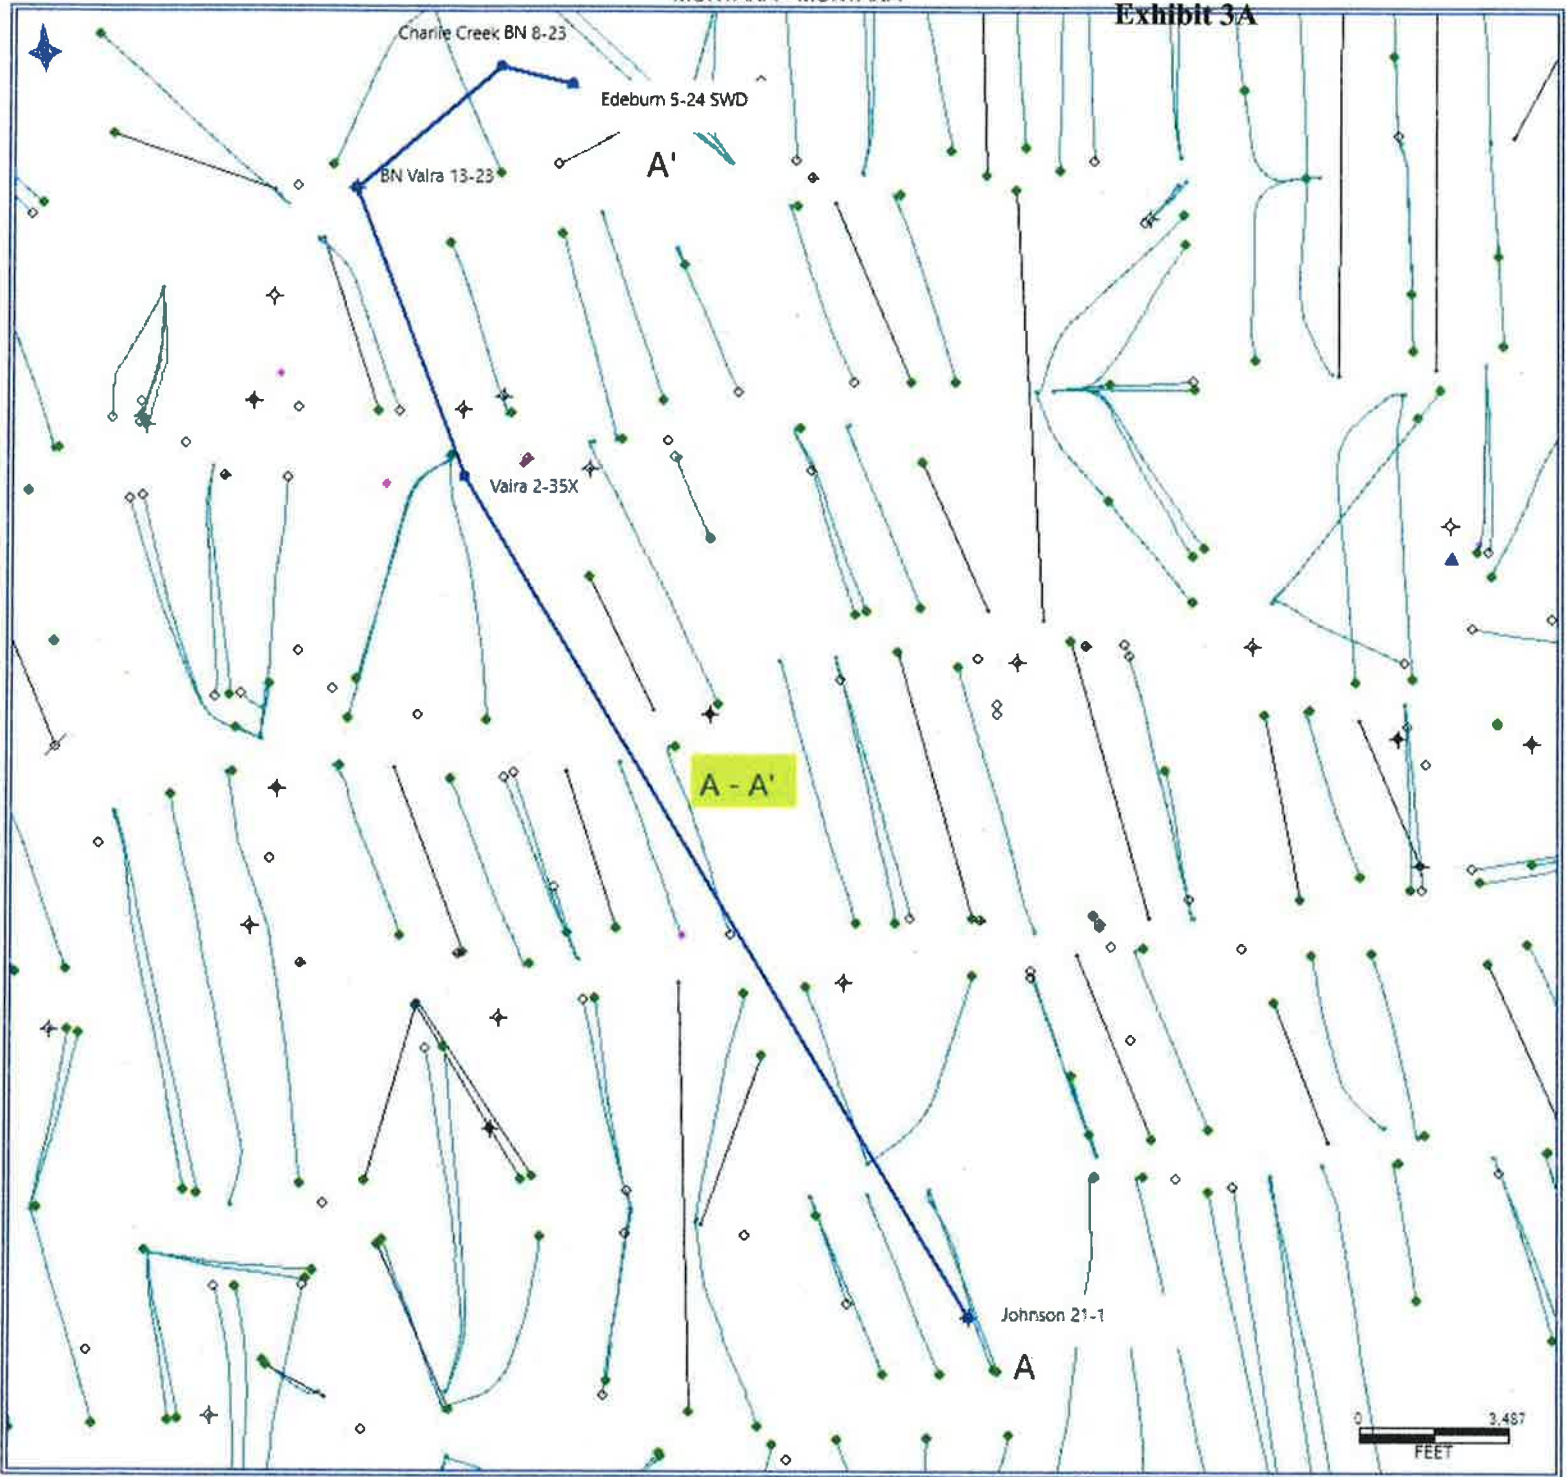 Exhibit 3A
Charlie Creek BN 8-23
Edeburn 5-24 SWD
A'
BN Vaira 13-23
Vaira 2-35X
A - A'
Johnson 21-1
A
0 3,487
FEET